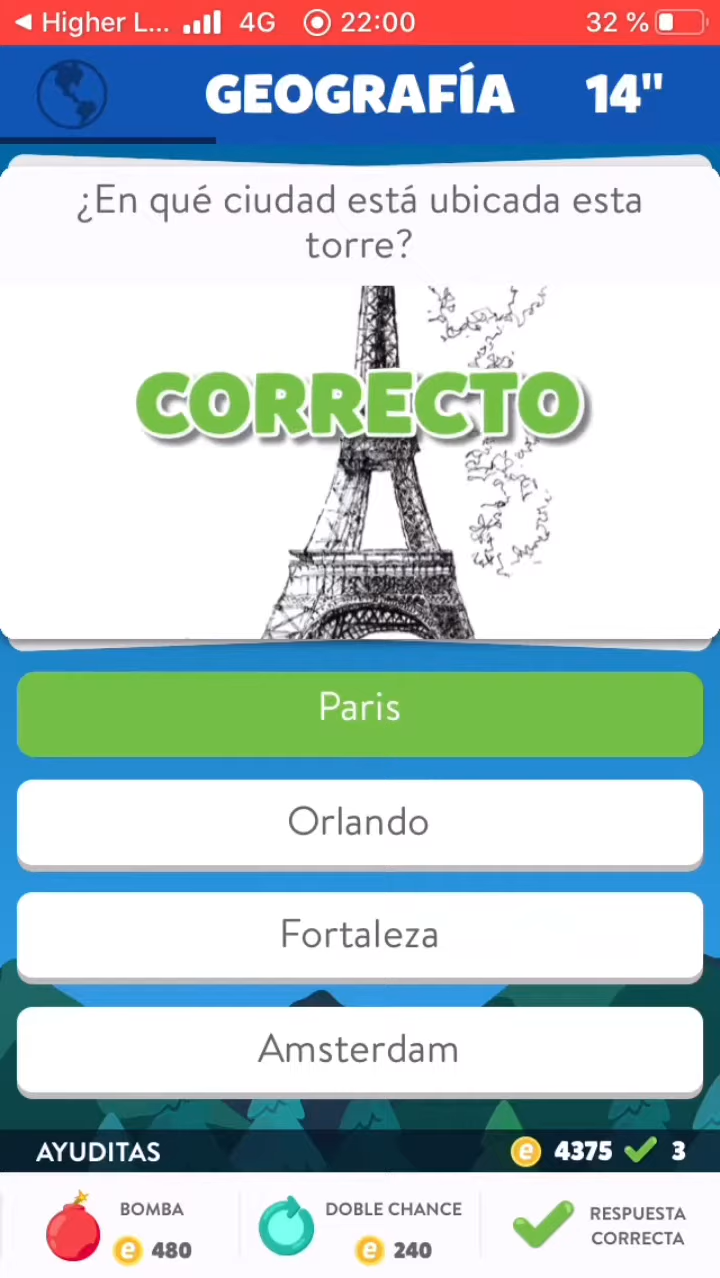 Higher L... 4G 22:00 32 %
GEOGRAFÍA 14"
¿En qué ciudad está ubicada esta
torre?
CORRECTO
Paris
Orlando
Fortaleza
Amsterdam
AYUDITAS e 4375 3
BOMBA
e 480
DOBLE CHANCE
e 240
RESPUESTA
CORRECTA